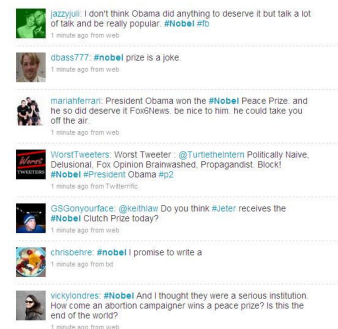 jazzyjuli: I don't think Obama did anything to deserve it but talk a lot
of talk and be really popular. #Nobel #fb
1 minute ago from web
dbass777: #nobel prize is a joke.
1 minute ago from web
mariahferrari: President Obama won the #Nobel Peace Prize. and
he so did deserve it Fox6News. be nice to him. he could take you
off the air.
1 minute ago from web
Worst
TWEETERS
WorstTweeters: Worst Tweeter : @TurtletheIntern Politically Naive,
Delusional, Fox Opinion Brainwashed, Propagandist. Block!
#Nobel #President Obama #p2
1 minute ago from Twitterrific
GSGonyourface: @keithlaw Do you think #Jeter receives the
#Nobel Clutch Prize today?
1 minute ago from web
chrisbehre: #nobel I promise to write a
1 minute ago from txt
vickylondres: #Nobel And I thought they were a serious institution.
How come an abortion campaigner wins a peace prize? Is this the
end of the world?
1 minute ago from web